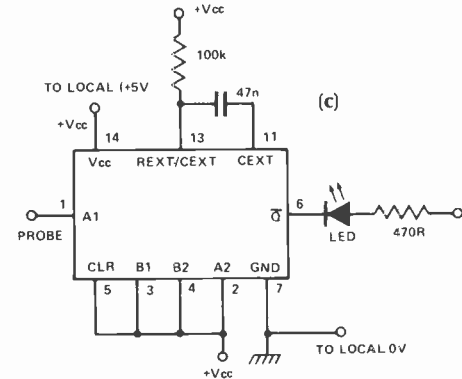 +Vcc
100k
47n
(c)
TO LOCAL (+5V
+Vcc
14
13
11
Vcc
REXT/CEXT
CEXT
1
A1
PROBE
Q
6
LED
470R
CLR
B1
B2
A2
GND
5
3
4
2
7
TO LOCAL 0V
+Vcc